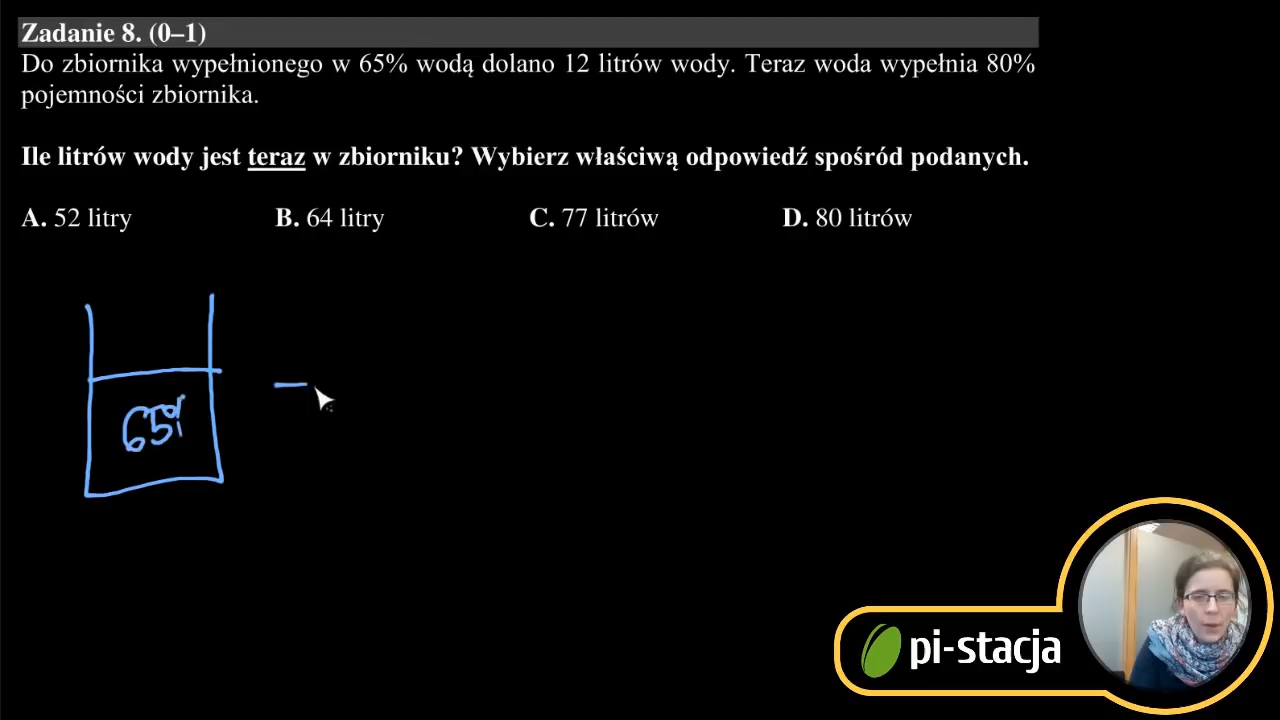 Zadanie 8. (0–1)
Do zbiornika wypełnionego w 65% wodą dolano 12 litrów wody. Teraz woda wypełnia 80%
pojemności zbiornika.
Ile litrów wody jest teraz w zbiorniku? Wybierz właściwą odpowiedź spośród podanych.
A. 52 litry B. 64 litry C. 77 litrów D. 80 litrów
65%
pi-stacja